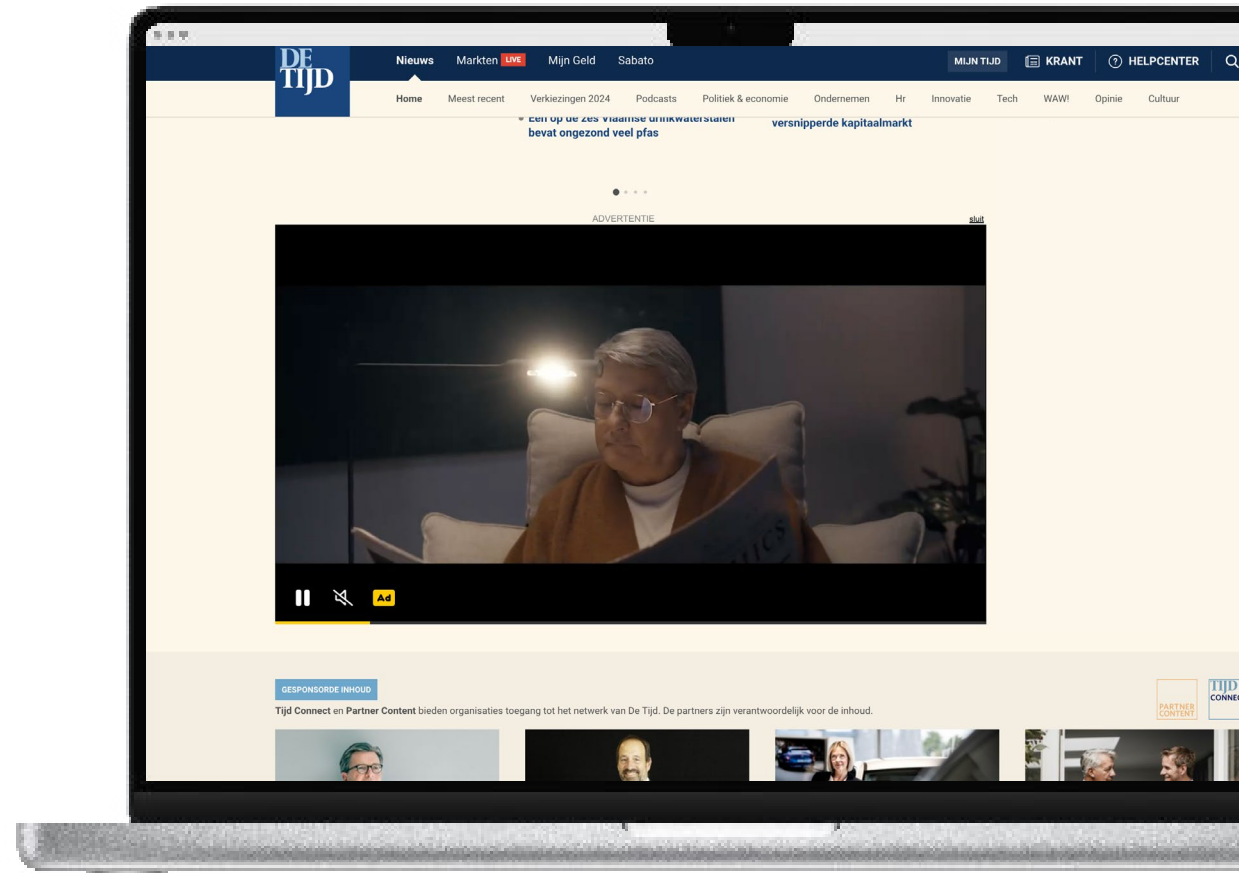 DE
TIJD
Nieuws Markten LIVE Mijn Geld Sabato MIJN TIJD KRANT ? HELPCENTER
Home Meest recent Verkiezingen 2024 Podcasts Politiek & economie Ondernemen Hr Innovatie Tech WAW! Opinie Cultuur
Een op de zes Vlaamse drinkwaterstalen
bevat ongezond veel pfas
versnipperde kapitaalmarkt
ADVERTENTIE sluit
MICS
Ad
GESPONSORDE INHOUD
Tijd Connect en Partner Content bieden organisaties toegang tot het netwerk van De Tijd. De partners zijn verantwoordelijk voor de inhoud.
PARTNER
CONTENT
TIJD
CONNEC